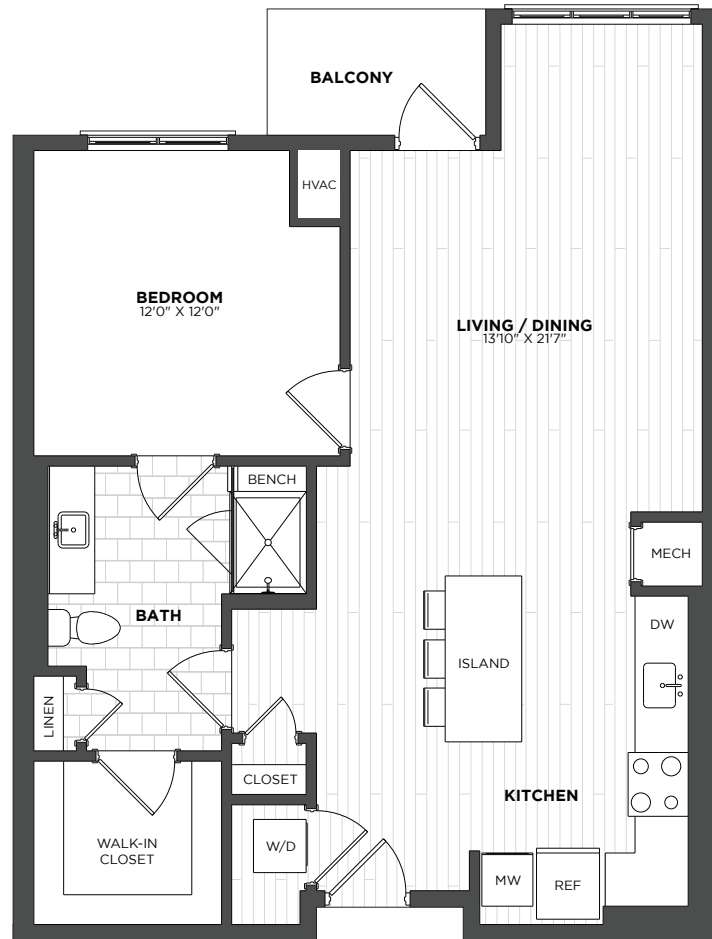 BALCONY
HVAC
BEDROOM
12'0" X 12'0"
LIVING / DINING
13'10" X 21'7"
BENCH
MECH
BATH
DW
ISLAND
LINEN
CLOSET
KITCHEN
WALK-IN
CLOSET
W/D
MW
REF